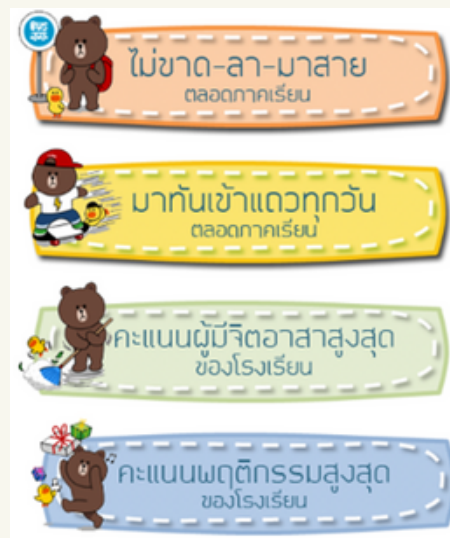 ไม่ขาด-ลา-มาสาย
ตลอดภาคเรียน
มาทันเข้าแถวทุกวัน
ตลอดภาคเรียน
คะแนนผู้มีจิตอาสาสูงสุด
ของโรงเรียน
คะแนนพฤติกรรมสูงสุด
ของโรงเรียน